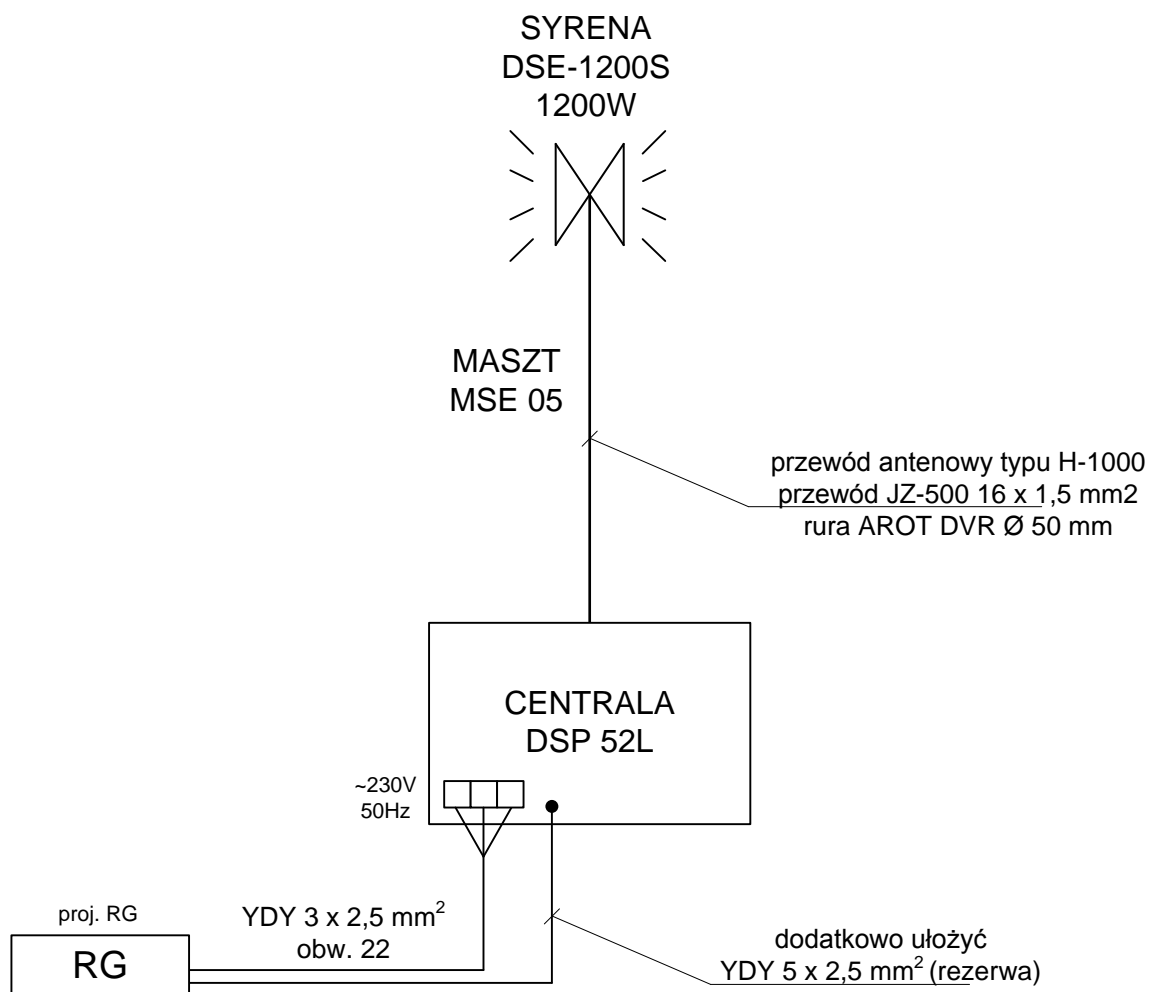 SYRENA
DSE-1200S
1200W
MASZT
MSE 05
przewód antenowy typu H-1000
przewód JZ-500 16 x 1,5 mm2
rura AROT DVR Ø 50 mm
CENTRALA
DSP 52L
~230V
50Hz
proj. RG
RG
YDY 3 x 2,5 mm²
obw. 22
dodatkowo ułożyć
YDY 5 x 2,5 mm² (rezerwa)